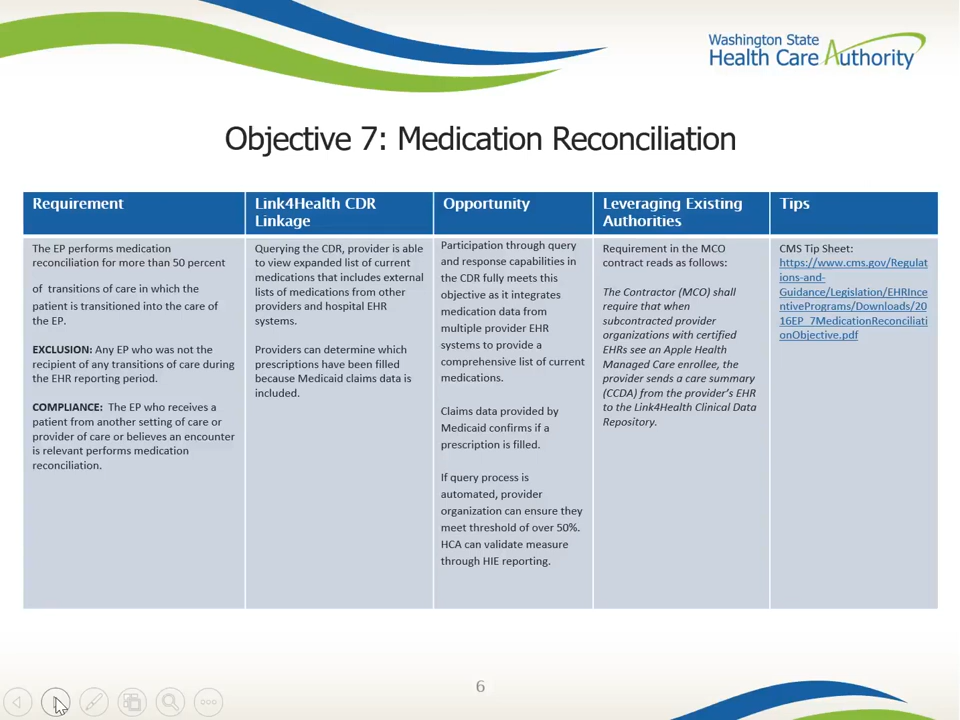 Washington State
Health Care Authority
Objective 7: Medication Reconciliation
Requirement
The EP performs medication
reconciliation for more than 50 percent
of transitions of care in which the
patient is transitioned into the care of
the EP.
EXCLUSION: Any EP who was not the
recipient of any transitions of care during
the EHR reporting period.
COMPLIANCE: The EP who receives a
patient from another setting of care or
provider of care or believes an encounter
is relevant performs medication
reconciliation.
Link4Health CDR
Linkage
Querying the CDR, provider is able
to view expanded list of current
medications that includes external
lists of medications from other
providers and hospital EHR
systems.
Providers can determine which
prescriptions have been filled
because Medicaid claims data is
included.
Opportunity
Participation through query
and response capabilities in
the CDR fully meets this
objective as it integrates
medication data from
multiple provider EHR
systems to provide a
comprehensive list of current
medications.
Claims data provided by
Medicaid confirms if a
prescription is filled.
If query process is
automated, provider
organization can ensure they
meet threshold of over 50%.
HCA can validate measure
through HIE reporting.
Leveraging Existing
Authorities
Requirement in the MCO
contract reads as follows:
The Contractor (MCO) shall
require that when
subcontracted provider
organizations with certified
EHRs see an Apple Health
Managed Care enrollee, the
provider sends a care summary
(CCDA) from the provider's EHR
to the Link4Health Clinical Data
Repository.
Tips
CMS Tip Sheet:
https://www.cms.gov/Regulat
ions-and-
Guidance/Legislation/EHRInce
ntivePrograms/Downloads/20
16EP_7MedicationReconciliati
onObjective.pdf
6